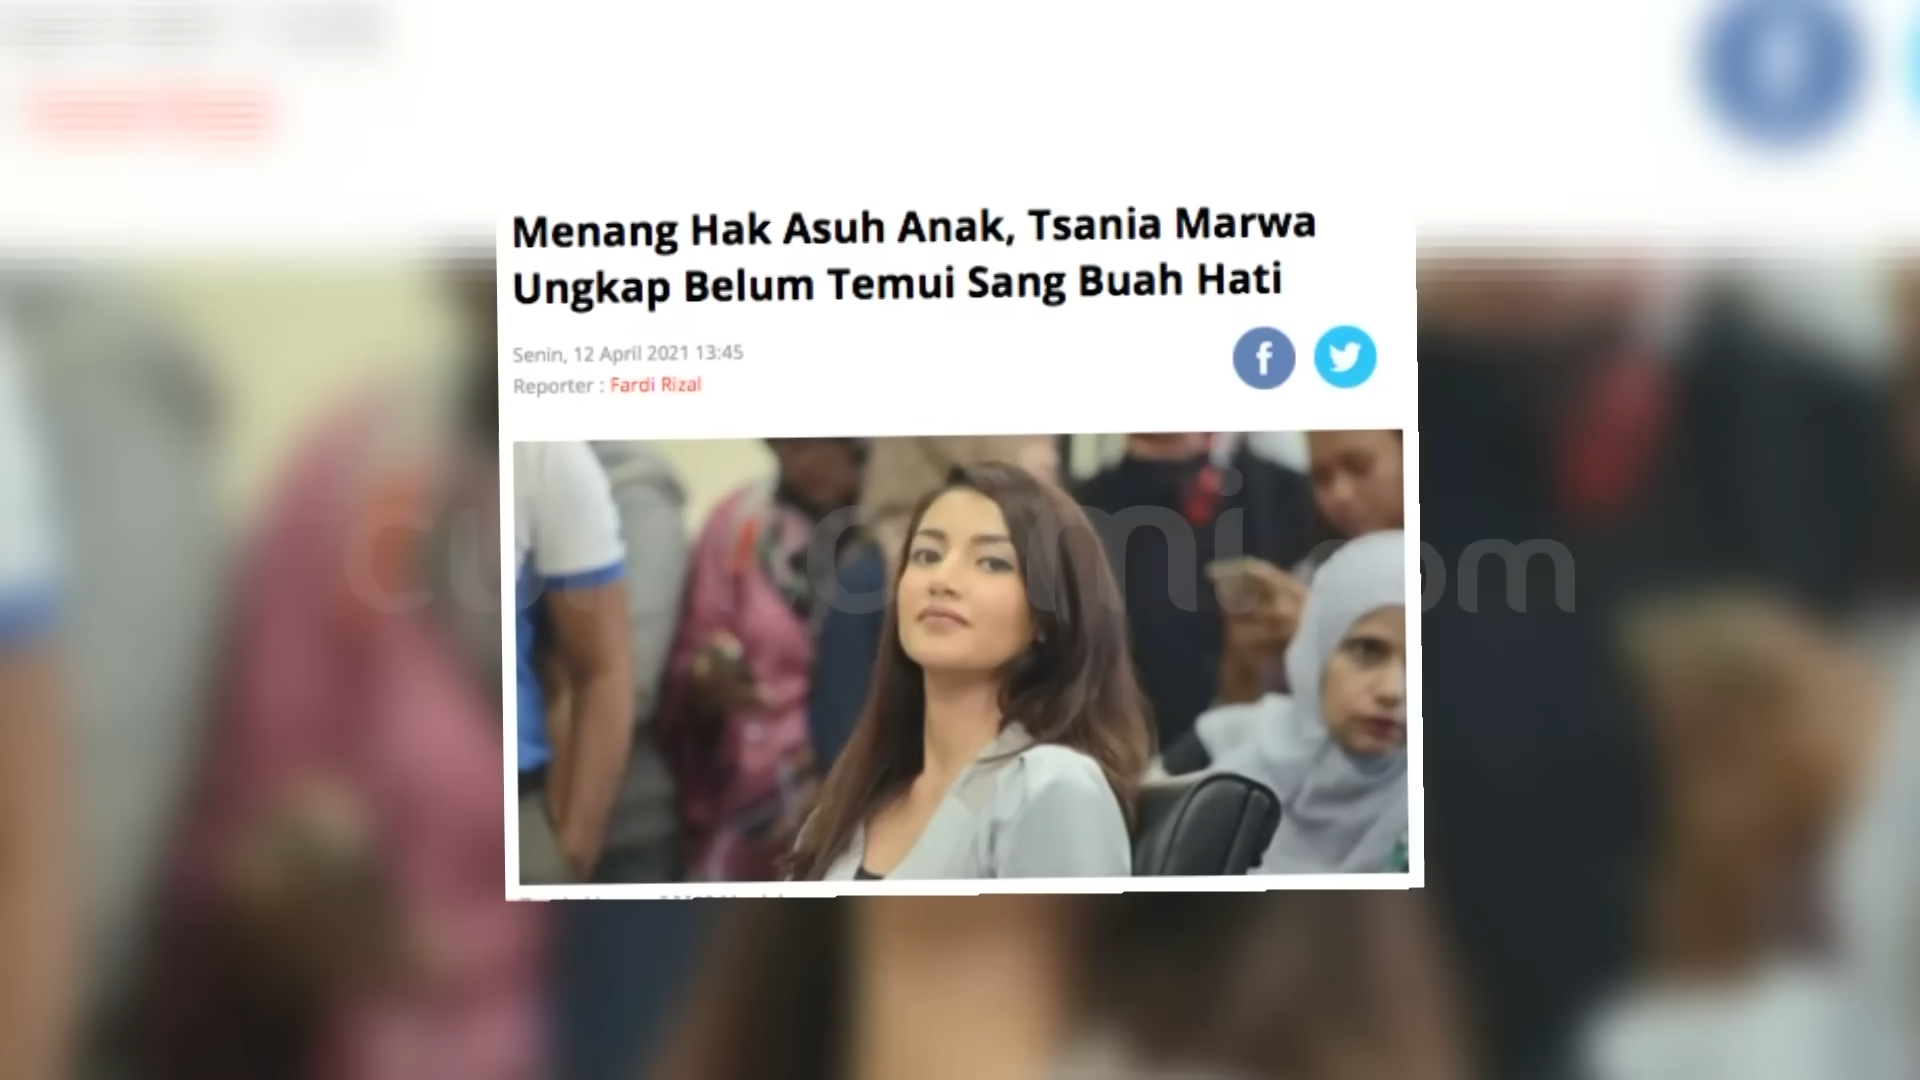 Menang Hak Asuh Anak, Tsania Marwa
Ungkap Belum Temui Sang Buah Hati
Senin, 12 April 2021 13:45
Reporter : Fardi Rizal